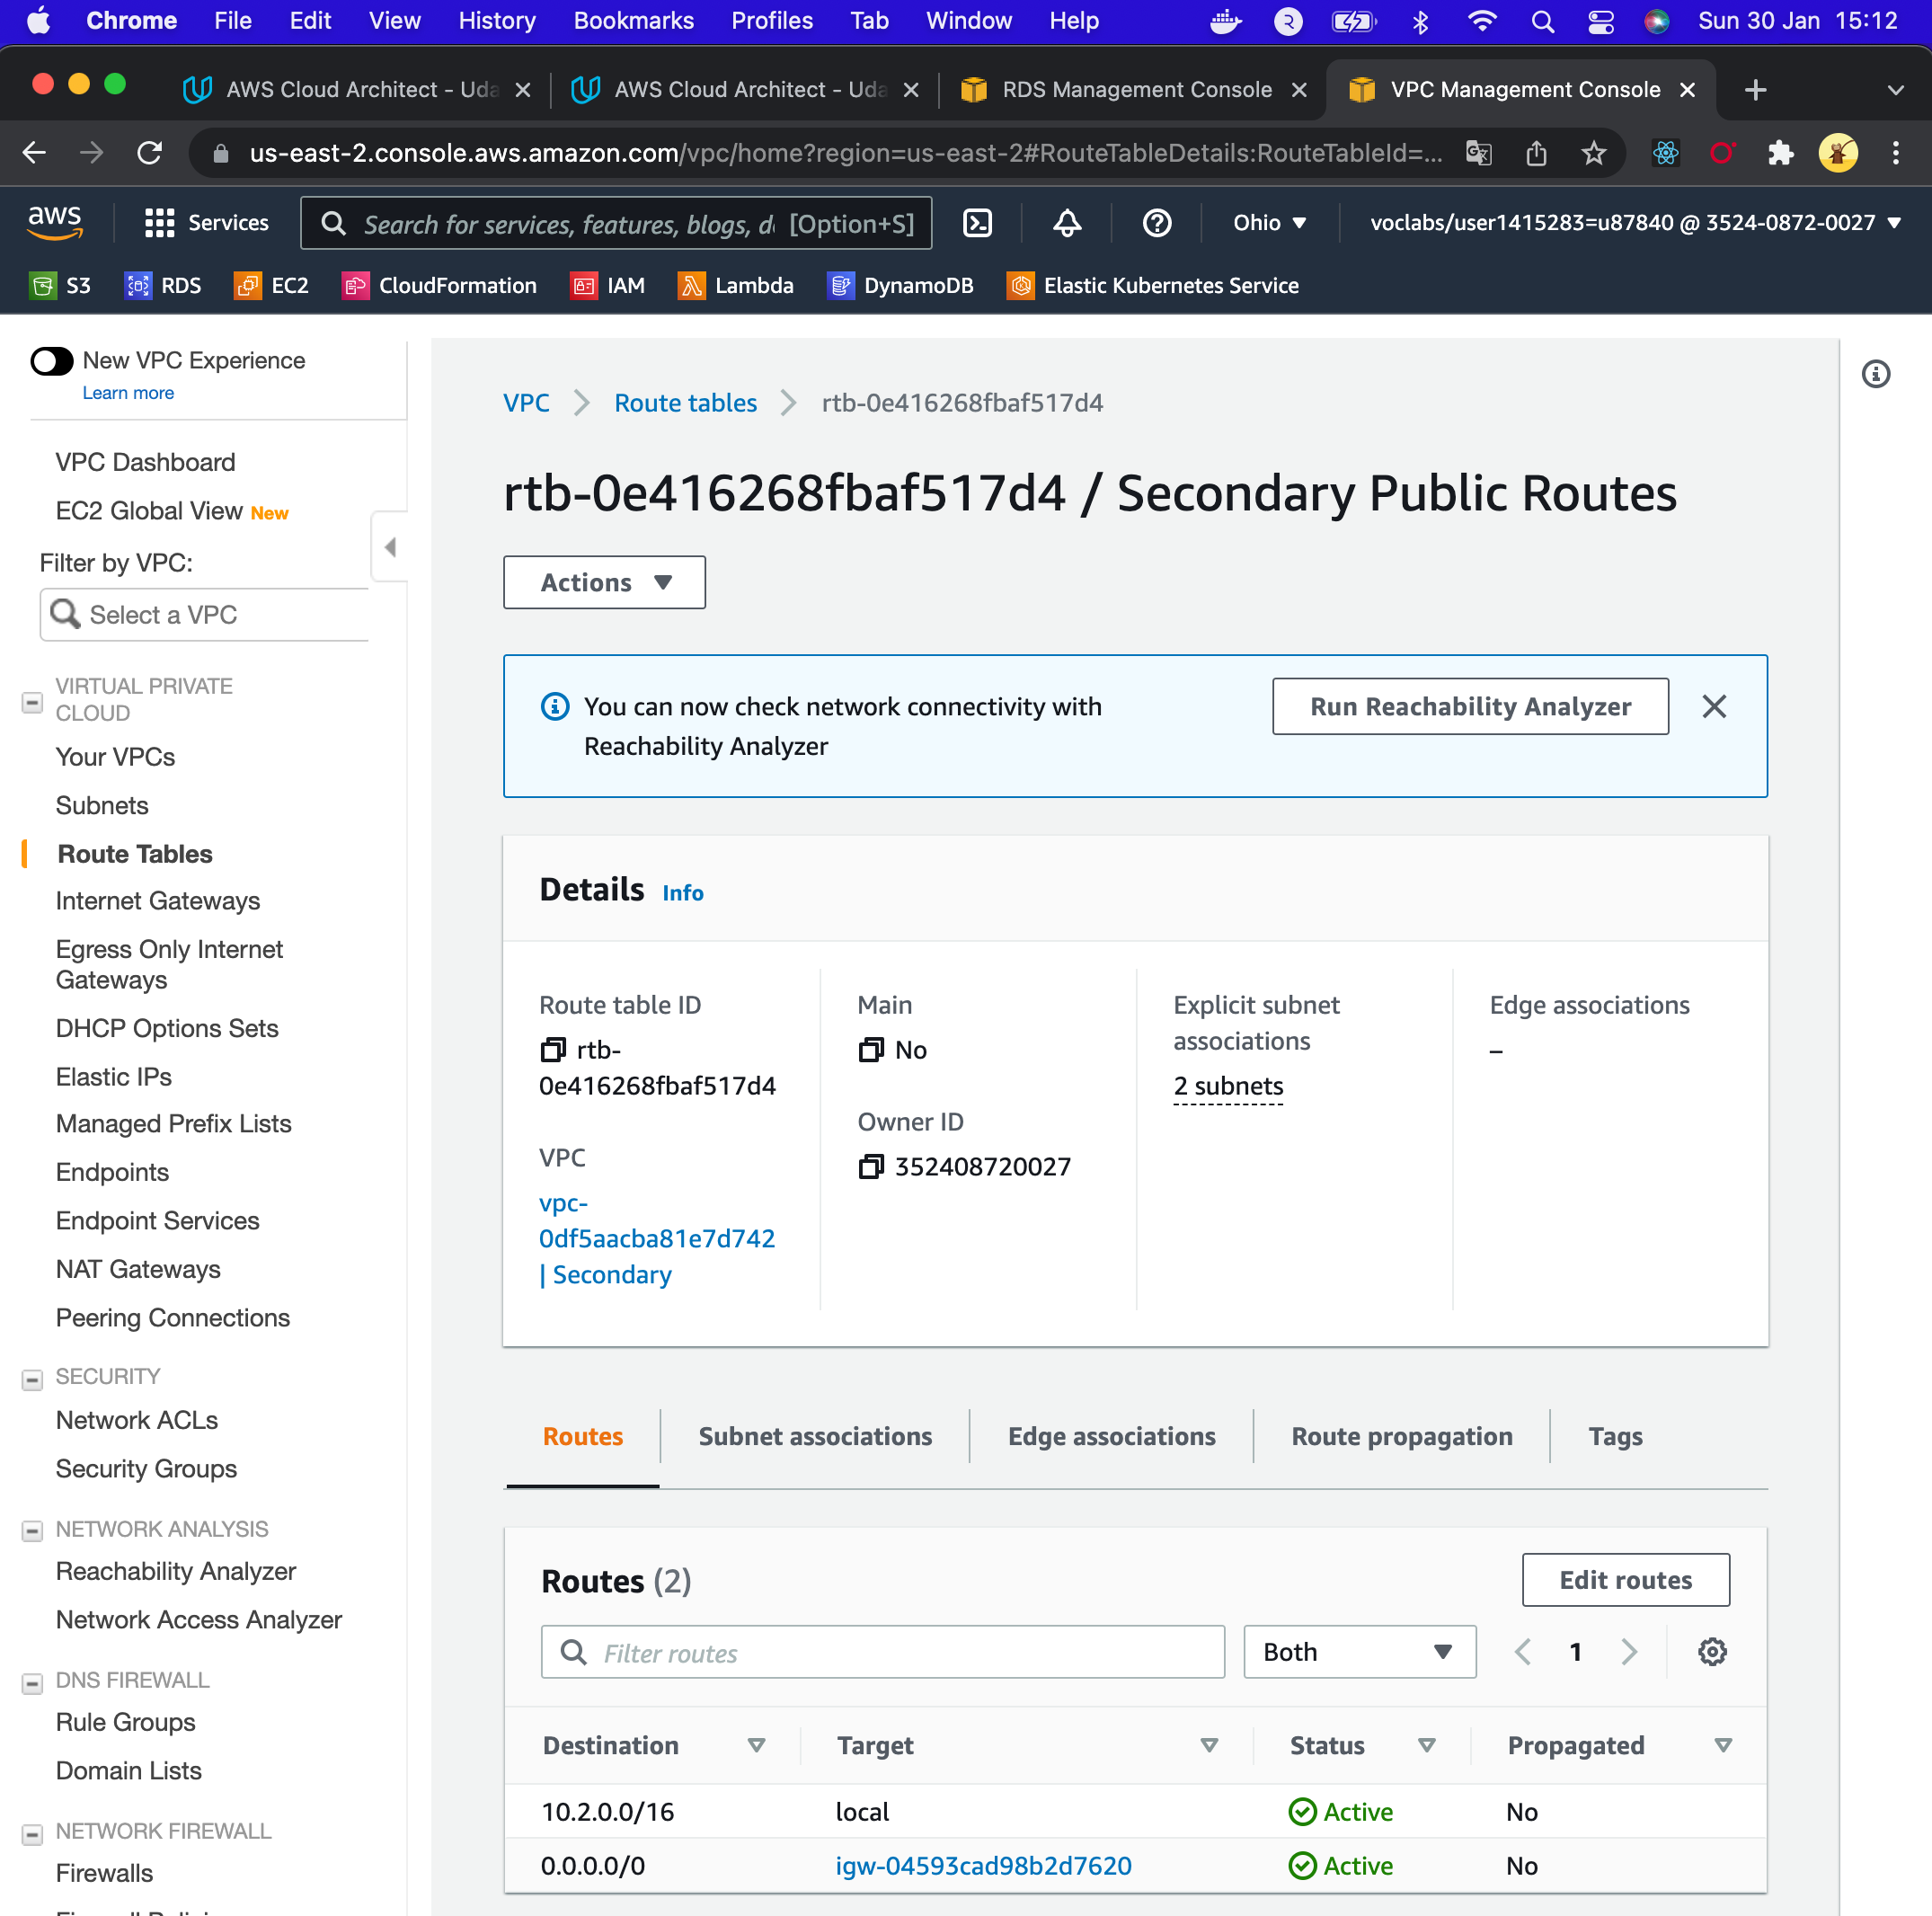 Chrome File Edit View History Bookmarks Profiles Tab Window Help Sun 30 Jan 15:12
AWS Cloud Architect - Uda AWS Cloud Architect - Uda RDS Management Console VPC Management Console
us-east-2.console.aws.amazon.com/vpc/home?region=us-east-2#RouteTableDetails:RouteTableId=...
aws Services Search for services, features, blogs, d [Option+S] Ohio voclabs/user1415283=u87840 @ 3524-0872-0027
S3 RDS EC2 CloudFormation IAM Lambda DynamoDB Elastic Kubernetes Service
New VPC Experience
Learn more
VPC Dashboard
EC2 Global View New
Filter by VPC:
Select a VPC
VIRTUAL PRIVATE
CLOUD
Your VPCs
Subnets
Route Tables
Internet Gateways
Egress Only Internet
Gateways
DHCP Options Sets
Elastic IPs
Managed Prefix Lists
Endpoints
Endpoint Services
NAT Gateways
Peering Connections
SECURITY
Network ACLs
Security Groups
NETWORK ANALYSIS
Reachability Analyzer
Network Access Analyzer
DNS FIREWALL
Rule Groups
Domain Lists
NETWORK FIREWALL
Firewalls
VPC Route tables rtb-0e416268fbaf517d4
rtb-0e416268fbaf517d4 / Secondary Public Routes
Actions
You can now check network connectivity with
Reachability Analyzer
Run Reachability Analyzer
Details Info
Route table ID
rtb-
0e416268fbaf517d4
VPC
vpc-
0df5aacba81e7d742
| Secondary
Main
No
Owner ID
352408720027
Explicit subnet
associations
2 subnets
Edge associations
–
Routes Subnet associations Edge associations Route propagation Tags
Routes (2) Edit routes
Filter routes Both 1
Destination Target Status Propagated
10.2.0.0/16 local Active No
0.0.0.0/0 igw-04593cad98b2d7620 Active No